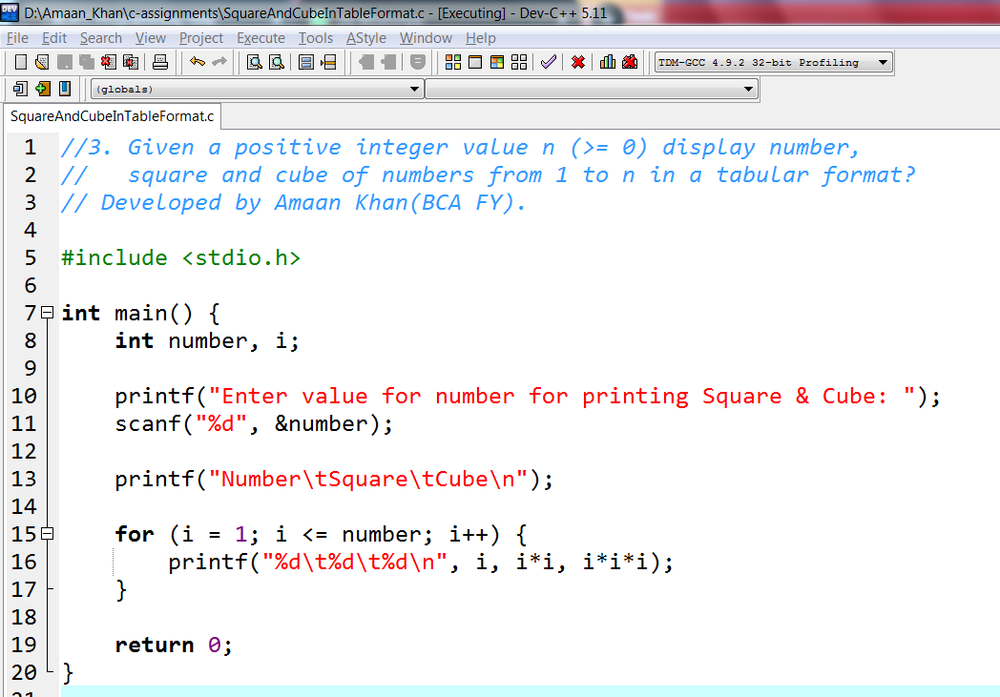 D:\Amaan_Khan\c-assignments\SquareAndCubeInTableFormat.c - [Executing] - Dev-C++ 5.11
File Edit Search View Project Execute Tools AStyle Window Help
TDM-GCC 4.9.2 32-bit Profiling
(globals)
SquareAndCubeInTableFormat.c
1 //3. Given a positive integer value n (>= 0) display number,
2 //   square and cube of numbers from 1 to n in a tabular format?
3 // Developed by Amaan Khan(BCA FY).
4
5 #include <stdio.h>
6
7 int main() {
8     int number, i;
9
10     printf("Enter value for number for printing Square & Cube: ");
11     scanf("%d", &number);
12
13     printf("Number\tSquare\tCube\n");
14
15     for (i = 1; i <= number; i++) {
16         printf("%d\t%d\t%d\n", i, i*i, i*i*i);
17     }
18
19     return 0;
20 }
21